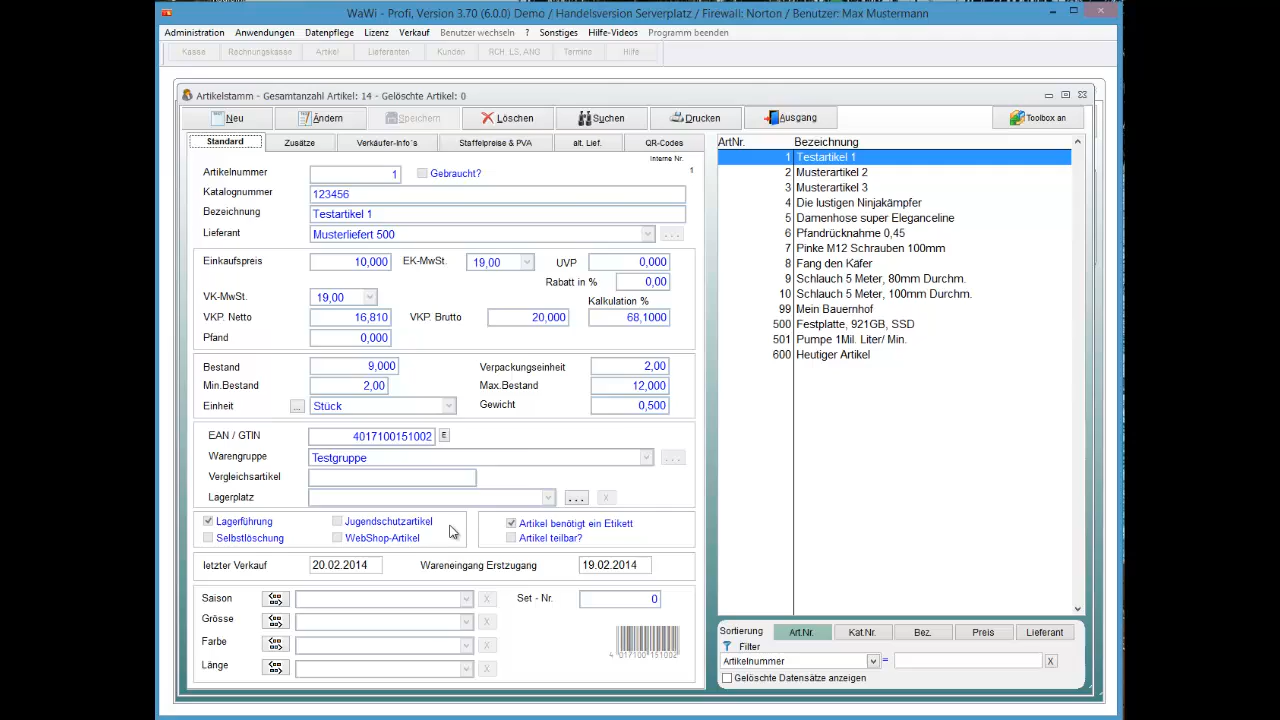 WaWi - Profi, Version 3.70 (6.0.0) Demo / Handelsversion Serverplatz / Firewall: Norton / Benutzer: Max Mustermann
Administration Anwendungen Datenpflege Lizenz Verkauf Benutzer wechseln ? Sonstiges Hilfe-Videos Programm beenden
Kasse Rechnungskasse Artikel Lieferanten Kunden RCH, LS, ANG Termine Hilfe
Artikelstamm - Gesamtanzahl Artikel: 14 - Gelöschte Artikel: 0
Neu Ändern Speichern Löschen Suchen Drucken Ausgang Toolbox an
Standard Zusätze Verkäufer-Info´s Staffelpreise & PVA alt. Lief. QR-Codes
Interne Nr.
1
Artikelnummer 1 Gebraucht?
Katalognummer 123456
Bezeichnung Testartikel 1
Lieferant Musterliefert 500 ...
Einkaufspreis 10,000 EK-MwSt. 19,00 UVP 0,000
Rabatt in % 0,00
VK-MwSt. 19,00 Kalkulation %
VKP. Netto 16,810 VKP. Brutto 20,000 68,1000
Pfand 0,000
Bestand 9,000 Verpackungseinheit 2,00
Min.Bestand 2,00 Max.Bestand 12,000
Einheit ... Stück Gewicht 0,500
EAN / GTIN 4017100151002 E
Warengruppe Testgruppe ...
Vergleichsartikel
Lagerplatz ... X
Lagerführung Jugendschutzartikel Artikel benötigt ein Etikett
Selbstlöschung WebShop-Artikel Artikel teilbar?
letzter Verkauf 20.02.2014 Wareneingang Erstzugang 19.02.2014
Saison X Set - Nr. 0
Grösse X
Farbe X
Länge X
4 017100 151002
ArtNr. Bezeichnung
1 Testartikel 1
2 Musterartikel 2
3 Musterartikel 3
4 Die lustigen Ninjakämpfer
5 Damenhose super Eleganceline
6 Pfandrücknahme 0,45
7 Pinke M12 Schrauben 100mm
8 Fang den Käfer
9 Schlauch 5 Meter, 80mm Durchm.
10 Schlauch 5 Meter, 100mm Durchm.
99 Mein Bauernhof
500 Festplatte, 921GB, SSD
501 Pumpe 1Mil. Liter/ Min.
600 Heutiger Artikel
Sortierung Art.Nr. Kat.Nr. Bez. Preis Lieferant
Filter
Artikelnummer = X
Gelöschte Datensätze anzeigen